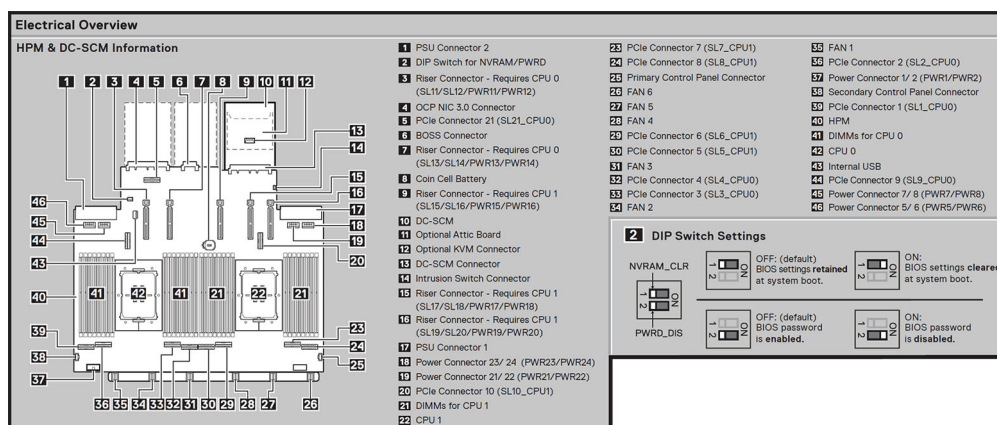 Electrical Overview
HPM & DC-SCM Information
1 PSU Connector 2
2 DIP Switch for NVRAM/PWRD
3 Riser Connector - Requires CPU 0
(SL11/SL12/PWR11/PWR12)
4 OCP NIC 3.0 Connector
5 PCIe Connector 21 (SL21_CPU0)
6 BOSS Connector
7 Riser Connector - Requires CPU 0
(SL13/SL14/PWR13/PWR14)
8 Coin Cell Battery
9 Riser Connector - Requires CPU 1
(SL15/SL16/PWR15/PWR16)
10 DC-SCM
11 Optional Attic Board
12 Optional KVM Connector
13 DC-SCM Connector
14 Intrusion Switch Connector
15 Riser Connector - Requires CPU 1
(SL17/SL18/PWR17/PWR18)
16 Riser Connector - Requires CPU 1
(SL19/SL20/PWR19/PWR20)
17 PSU Connector 1
18 Power Connector 23/ 24 (PWR23/PWR24)
19 Power Connector 21/ 22 (PWR21/PWR22)
20 PCIe Connector 10 (SL10_CPU1)
21 DIMMs for CPU 1
22 CPU 1
23 PCIe Connector 7 (SL7_CPU1)
24 PCIe Connector 8 (SL8_CPU1)
25 Primary Control Panel Connector
26 FAN 6
27 FAN 5
28 FAN 4
29 PCIe Connector 6 (SL6_CPU1)
30 PCIe Connector 5 (SL5_CPU1)
31 FAN 3
32 PCIe Connector 4 (SL4_CPU0)
33 PCIe Connector 3 (SL3_CPU0)
34 FAN 2
35 FAN 1
36 PCIe Connector 2 (SL2_CPU0)
37 Power Connector 1/ 2 (PWR1/PWR2)
38 Secondary Control Panel Connector
39 PCIe Connector 1 (SL1_CPU0)
40 HPM
41 DIMMs for CPU 0
42 CPU 0
43 Internal USB
44 PCIe Connector 9 (SL9_CPU0)
45 Power Connector 7/ 8 (PWR7/PWR8)
46 Power Connector 5/ 6 (PWR5/PWR6)
1 2 3 4 5 6 7 8 9 10 11 12
13
14
15
16
46 17
45 18
44 19
43 20
40 41 42 41 21 22 21
39 23
24
38 25
37
36 35 34 33 32 31 30 29 28 27 26
2 DIP Switch Settings
NVRAM_CLR
1 2 ON
PWRD_DIS
1 2 ON
OFF: (default)
BIOS settings retained
at system boot.
1 2 ON
ON:
BIOS settings cleared
at system boot.
1 2 ON
OFF: (default)
BIOS password
is enabled.
1 2 ON
ON:
BIOS password
is disabled.